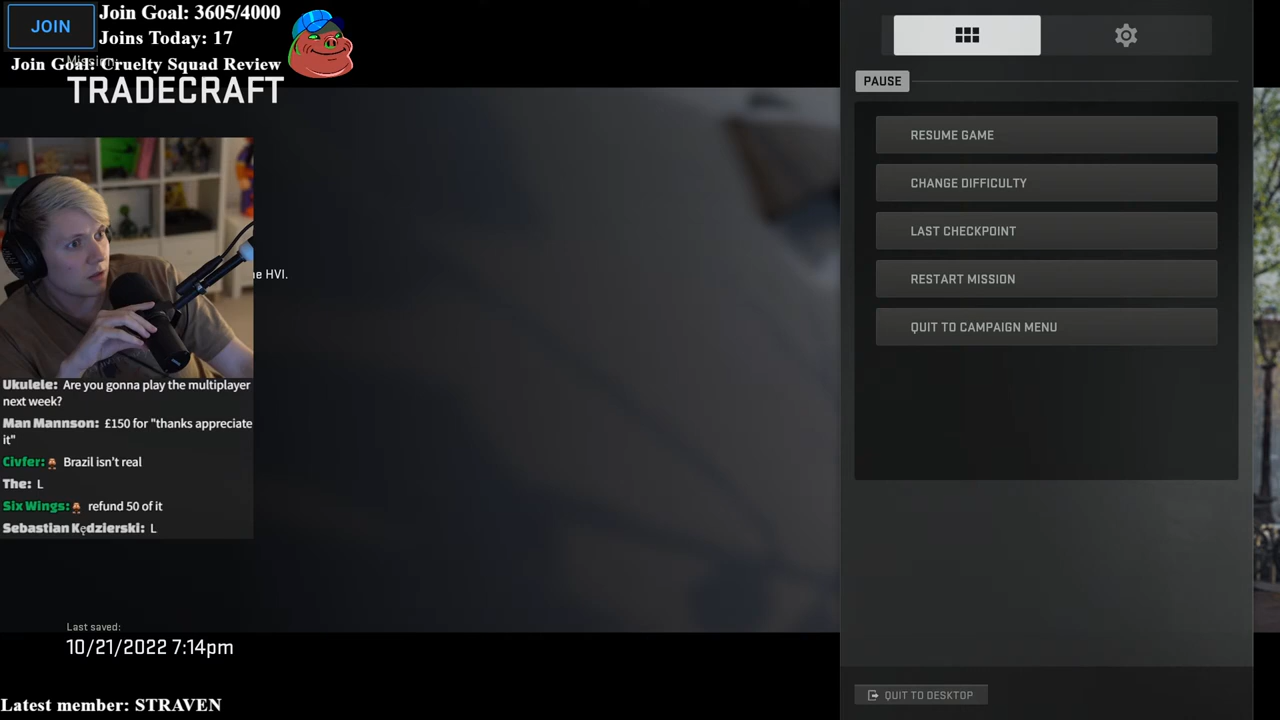 JOIN
Join Goal: 3605/4000
Joins Today: 17
Join Goal: Cruelty Squad Review
Mission:
TRADECRAFT
e HVI.
Ukulele: Are you gonna play the multiplayer
next week?
Man Mannson: £150 for "thanks appreciate
it"
Civfer: Brazil isn't real
The: L
Six Wings: refund 50 of it
Sebastian Kędzierski: L
Last saved:
10/21/2022 7:14pm
Latest member: STRAVEN
PAUSE
RESUME GAME
CHANGE DIFFICULTY
LAST CHECKPOINT
RESTART MISSION
QUIT TO CAMPAIGN MENU
QUIT TO DESKTOP